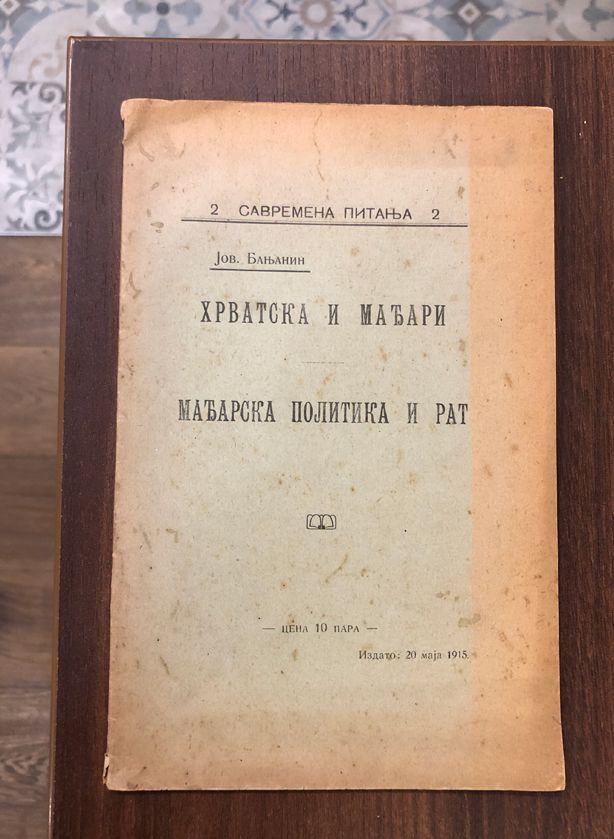 2 САВРЕМЕНА ПИТАЊА 2
Јов. Бањанин
ХРВАТСКА И МАЂАРИ
МАЂАРСКА ПОЛИТИКА И РАТ
— ЦЕНА 10 ПАРА —
Издато: 20 маја 1915.